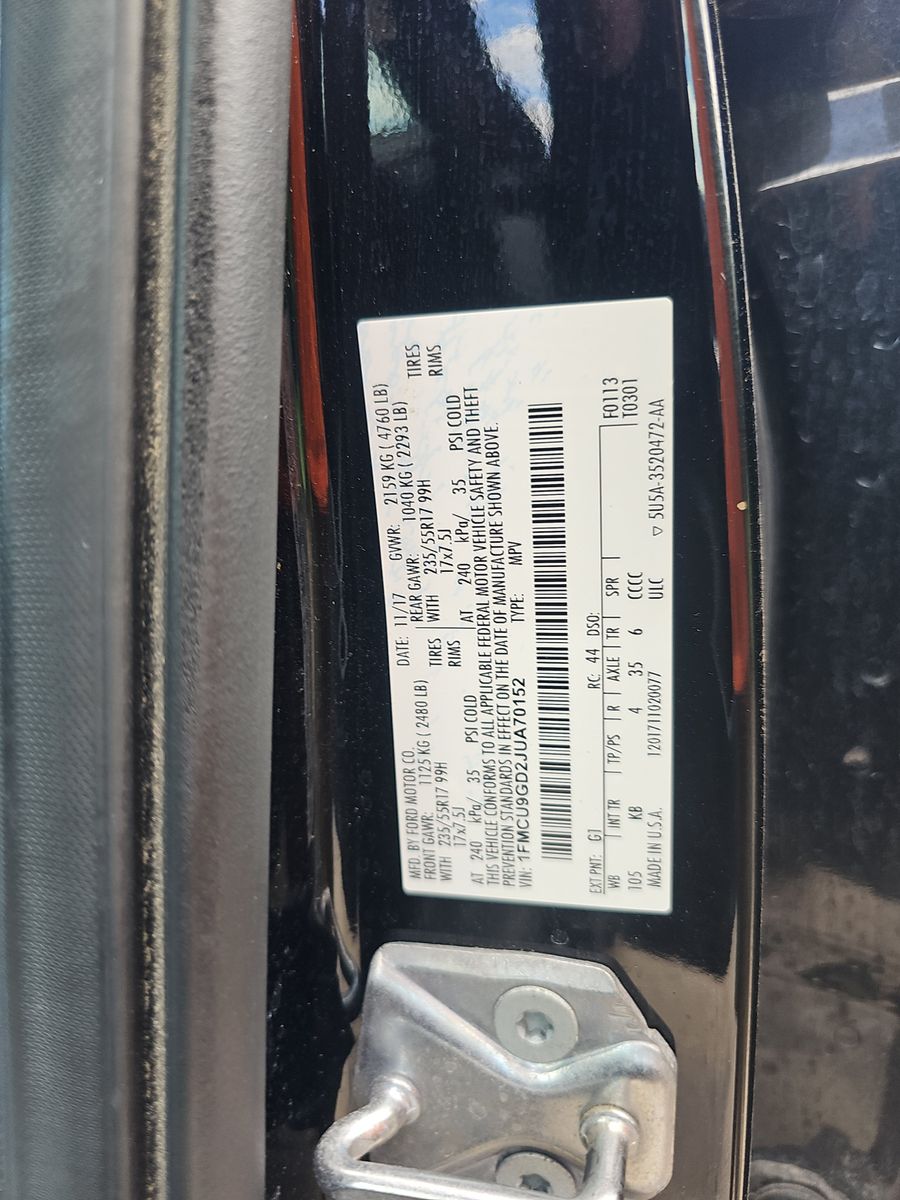 MFD. BY FORD MOTOR CO. DATE: 11/17 GVWR: 2159 KG ( 4760 LB)
FRONT GAWR: 1125 KG ( 2480 LB) REAR GAWR: 1040 KG ( 2293 LB)
WITH 235/55R17 99H TIRES WITH 235/55R17 99H TIRES
17x7.5J RIMS 17x7.5J RIMS
AT 240 kPa/ 35 PSI COLD AT 240 kPa/ 35 PSI COLD
THIS VEHICLE CONFORMS TO ALL APPLICABLE FEDERAL MOTOR VEHICLE SAFETY AND THEFT
PREVENTION STANDARDS IN EFFECT ON THE DATE OF MANUFACTURE SHOWN ABOVE.
VIN: 1FMCU9GD2JUA70152 TYPE: MPV
EXT PNT: G1 RC: 44 DSO: F0113
WB INT TR TP/PS R AXLE TR SPR T0301
105 KB 4 35 6 CCCC
MADE IN U.S.A. 1201711020077 ULC ▽ 5U5A-3520472-AA